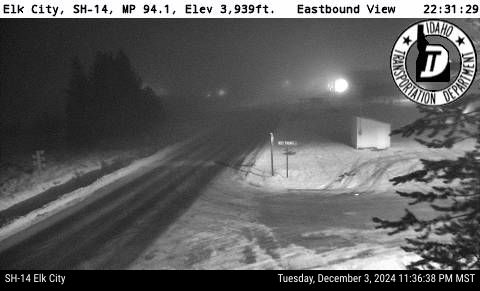 Elk City, SH-14, MP 94.1, Elev 3,939ft. Eastbound View 22:31:29
IDAHO
TRANSPORTATION DEPARTMENT
SH-14 Elk City Tuesday, December 3, 2024 11:36:38 PM MST